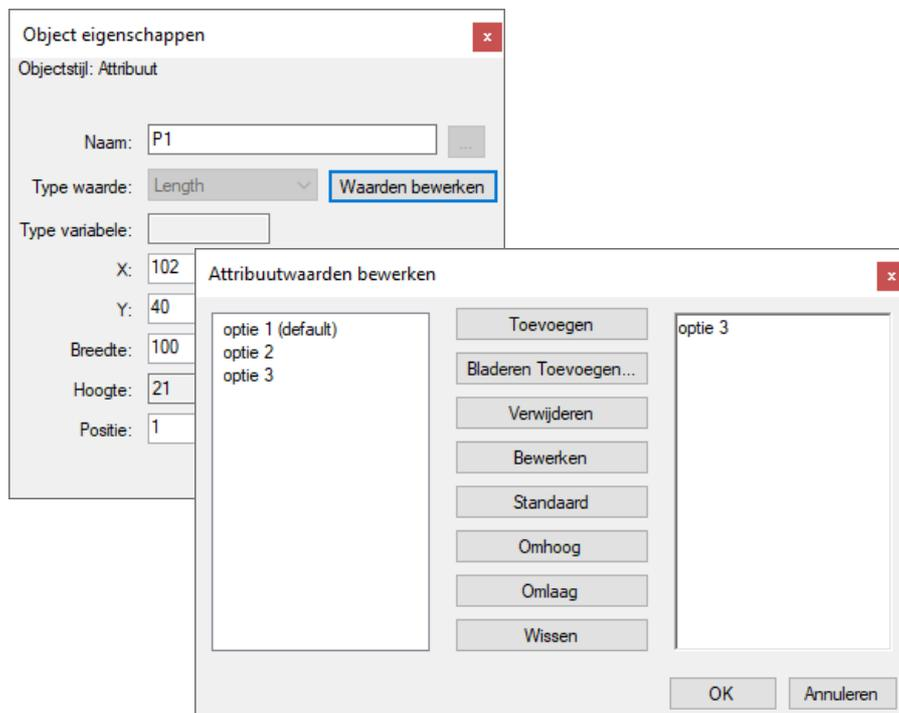 Object eigenschappen
x
Objectstijl: Attribuut
Naam: P1 ...
Type waarde: Length Waarden bewerken
Type variabele:
X: 102
Y: 40
Breedte: 100
Hoogte: 21
Positie: 1
Attribuutwaarden bewerken
x
optie 1 (default)
optie 2
optie 3
Toevoegen
Bladeren Toevoegen...
Verwijderen
Bewerken
Standaard
Omhoog
Omlaag
Wissen
optie 3
OK Annuleren